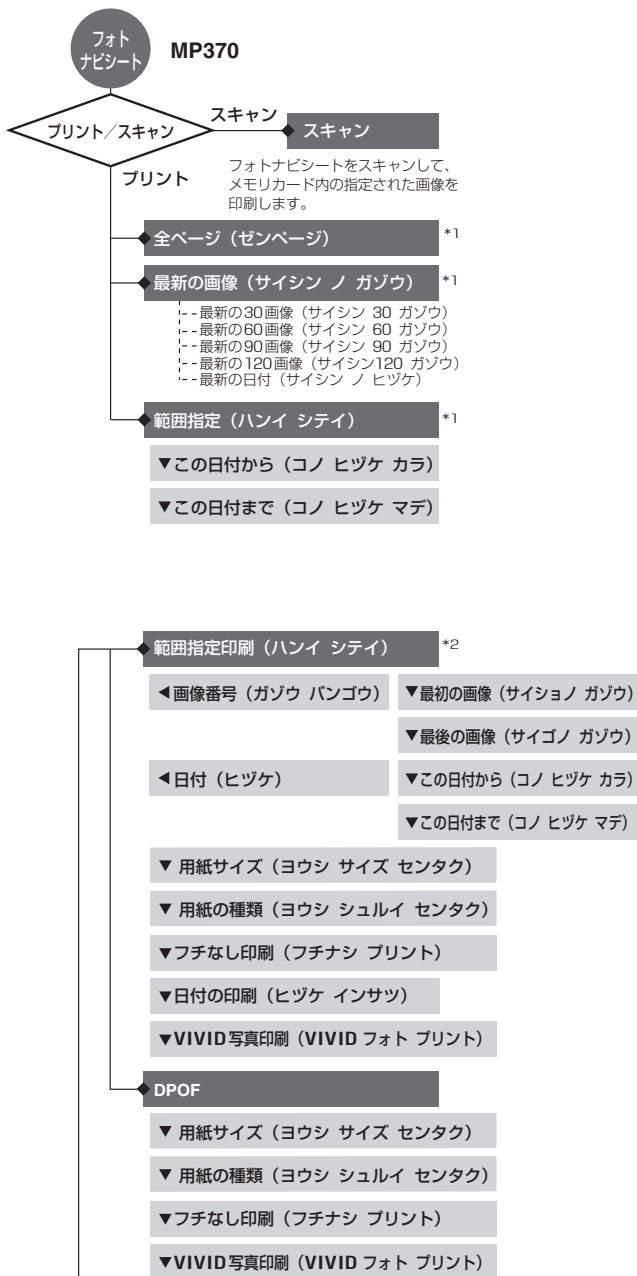 フォト
ナビシート
MP370
プリント／スキャン
スキャン
スキャン
プリント
フォトナビシートをスキャンして、
メモリカード内の指定された画像を
印刷します。
全ページ（ゼンページ） *1
最新の画像（サイシン ノ ガゾウ） *1
最新の30画像（サイシン 30 ガゾウ）
最新の60画像（サイシン 60 ガゾウ）
最新の90画像（サイシン 90 ガゾウ）
最新の120画像（サイシン120 ガゾウ）
最新の日付（サイシン ノ ヒヅケ）
範囲指定（ハンイ シテイ） *1
▼この日付から（コノ ヒヅケ カラ）
▼この日付まで（コノ ヒヅケ マデ）
範囲指定印刷（ハンイ シテイ） *2
◀画像番号（ガゾウ バンゴウ） ▼最初の画像（サイショノ ガゾウ）
▼最後の画像（サイゴノ ガゾウ）
◀日付（ヒヅケ） ▼この日付から（コノ ヒヅケ カラ）
▼この日付まで（コノ ヒヅケ マデ）
▼ 用紙サイズ（ヨウシ サイズ センタク）
▼ 用紙の種類（ヨウシ シュルイ センタク）
▼フチなし印刷（フチナシ プリント）
▼日付の印刷（ヒヅケ インサツ）
▼VIVID写真印刷（VIVID フォト プリント）
DPOF
▼ 用紙サイズ（ヨウシ サイズ センタク）
▼ 用紙の種類（ヨウシ シュルイ センタク）
▼フチなし印刷（フチナシ プリント）
▼VIVID写真印刷（VIVID フォト プリント）